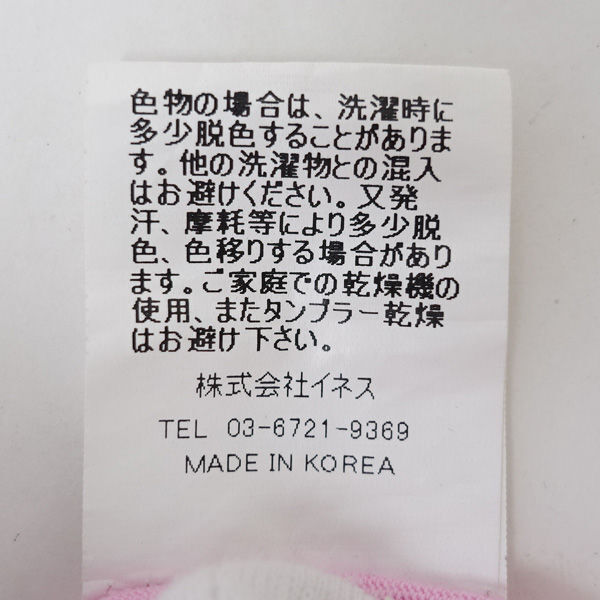 色物の場合は、洗濯時に
多少脱色することがありま
す。他の洗濯物との混入
はお避けください。又発
汗、摩耗等により多少脱
色、色移りする場合があり
ます。ご家庭での乾燥機の
使用、またタンブラー乾燥
はお避け下さい。
株式会社イネス
TEL 03-6721-9369
MADE IN KOREA